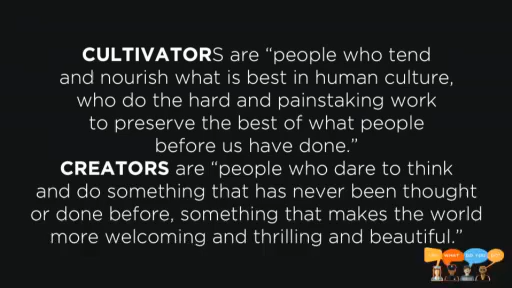 CULTIVATORS are “people who tend
and nourish what is best in human culture,
who do the hard and painstaking work
to preserve the best of what people
before us have done.”
CREATORS are “people who dare to think
and do something that has never been thought
or done before, something that makes the world
more welcoming and thrilling and beautiful.”
WHAT? DO YOU